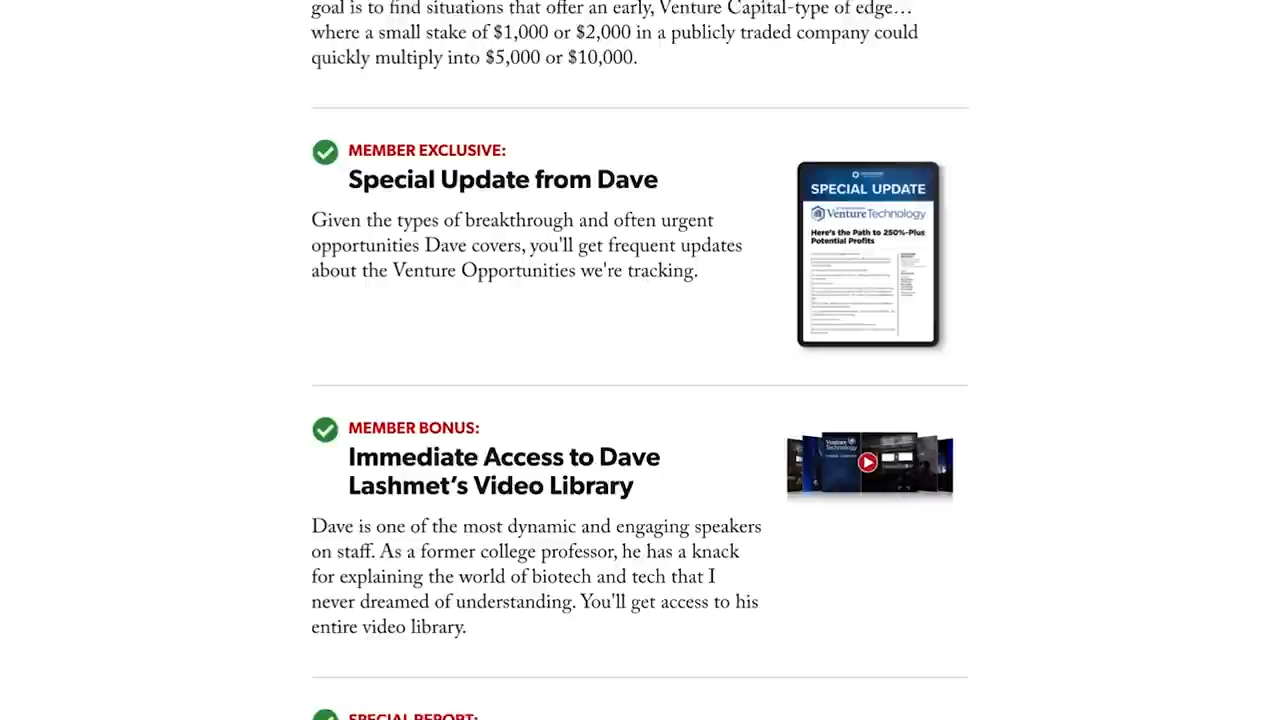 goal is to find situations that offer an early, Venture Capital-type of edge…
where a small stake of $1,000 or $2,000 in a publicly traded company could
quickly multiply into $5,000 or $10,000.
MEMBER EXCLUSIVE:
Special Update from Dave
Given the types of breakthrough and often urgent
opportunities Dave covers, you'll get frequent updates
about the Venture Opportunities we're tracking.
SPECIAL UPDATE
Venture Technology
Here's the Path to 250%-Plus
Potential Profits
MEMBER BONUS:
Immediate Access to Dave
Lashmet's Video Library
Venture
Technology
Dave is one of the most dynamic and engaging speakers
on staff. As a former college professor, he has a knack
for explaining the world of biotech and tech that I
never dreamed of understanding. You'll get access to his
entire video library.
SPECIAL REPORT: